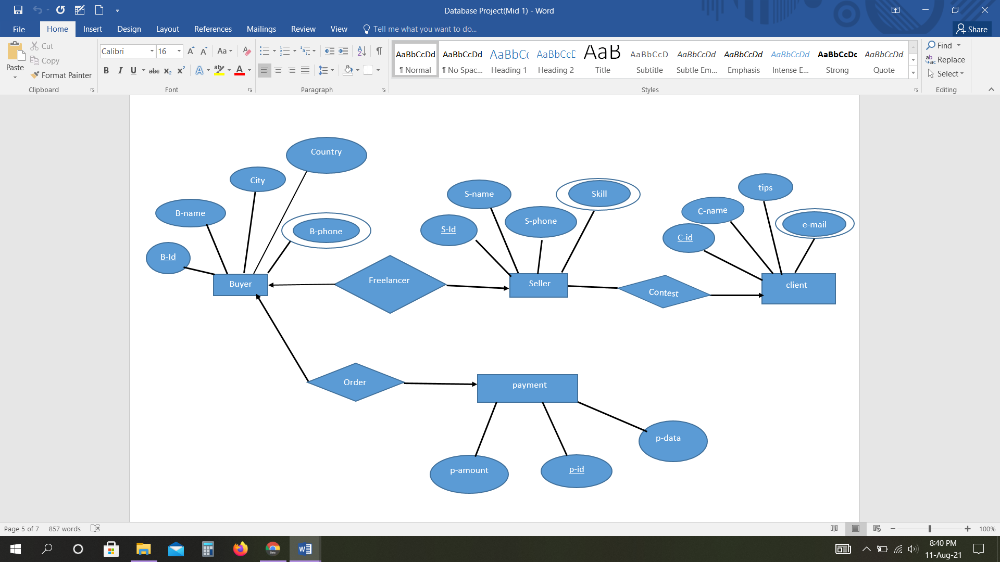 Database Project(Mid 1) - Word
File Home Insert Design Layout References Mailings Review View Tell me what you want to do... Share
Paste
Cut
Copy
Format Painter
Clipboard
Calibri 16
Aa
B I U abc x₂ x² A ab A
Font
Paragraph
AaBbCcDd AaBbCcDd AaBbC( AaBbCcD AaB AaBbCcD AaBbCcDd AaBbCcDd AaBbCcDd AaBbCcDc AaBbCcDd
¶ Normal ¶ No Spac... Heading 1 Heading 2 Title Subtitle Subtle Em... Emphasis Intense E... Strong Quote
Styles
Find
Replace
Select
Editing
Country
City
B-name
B-phone
B-Id
Buyer
Freelancer
S-name
Skill
S-phone
S-Id
Seller
Contest
tips
C-name
e-mail
C-id
client
Order
payment
p-data
p-amount
p-id
Page 5 of 7 857 words 100%
8:40 PM
11-Aug-21